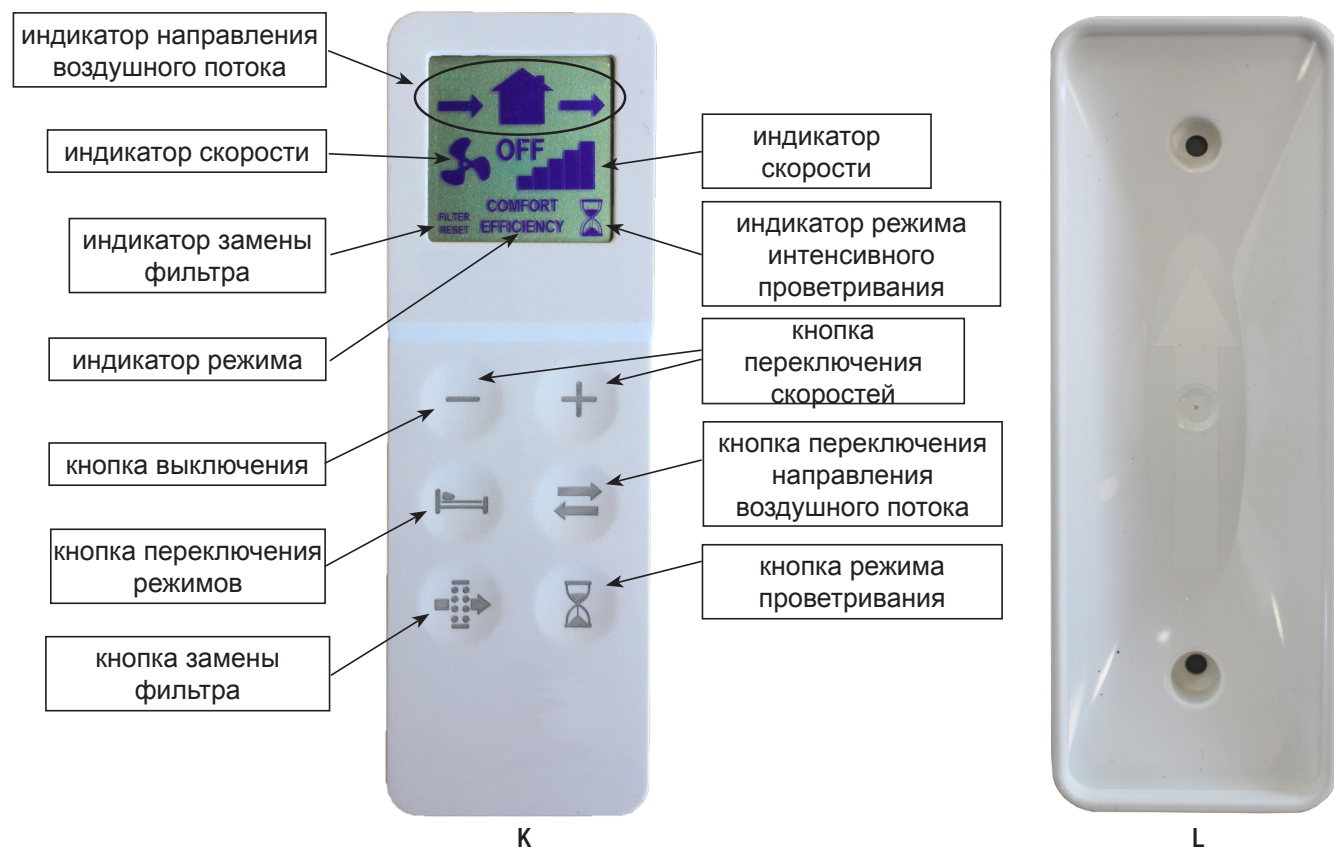 индикатор направления
воздушного потока
индикатор скорости
индикатор замены
фильтра
индикатор режима
кнопка выключения
кнопка переключения
режимов
кнопка замены
фильтра
OFF
COMFORT
FILTER
RESET
EFFICIENCY
индикатор
скорости
индикатор режима
интенсивного
проветривания
кнопка
переключения
скоростей
кнопка переключения
направления
воздушного потока
кнопка режима
проветривания
K
L